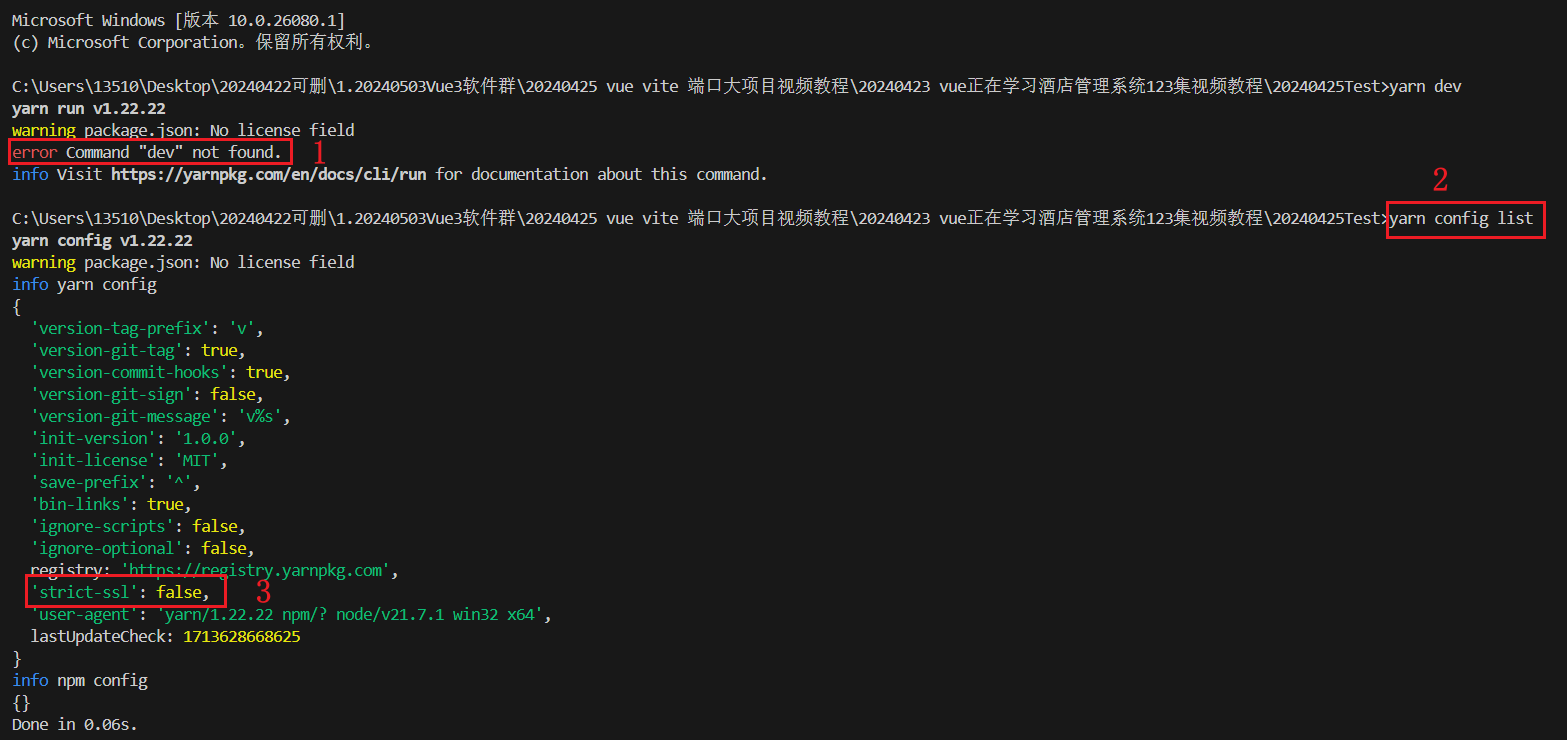 Microsoft Windows [版本 10.0.26080.1]
(c) Microsoft Corporation。保留所有权利。
C:\Users\13510\Desktop\20240422可删\1.20240503Vue3软件群\20240425 vue vite 端口大项目视频教程\20240423 vue正在学习酒店管理系统123集视频教程\20240425Test>yarn dev
yarn run v1.22.22
warning package.json: No license field
error Command "dev" not found. 1
info Visit https://yarnpkg.com/en/docs/cli/run for documentation about this command.
2
C:\Users\13510\Desktop\20240422可删\1.20240503Vue3软件群\20240425 vue vite 端口大项目视频教程\20240423 vue正在学习酒店管理系统123集视频教程\20240425Test>yarn config list
yarn config v1.22.22
warning package.json: No license field
info yarn config
{
  'version-tag-prefix': 'v',
  'version-git-tag': true,
  'version-commit-hooks': true,
  'version-git-sign': false,
  'version-git-message': 'v%s',
  'init-version': '1.0.0',
  'init-license': 'MIT',
  'save-prefix': '^',
  'bin-links': true,
  'ignore-scripts': false,
  'ignore-optional': false,
  registry: 'https://registry.yarnpkg.com',
  'strict-ssl': false, 3
  'user-agent': 'yarn/1.22.22 npm/? node/v21.7.1 win32 x64',
  lastUpdateCheck: 1713628668625
}
info npm config
{}
Done in 0.06s.